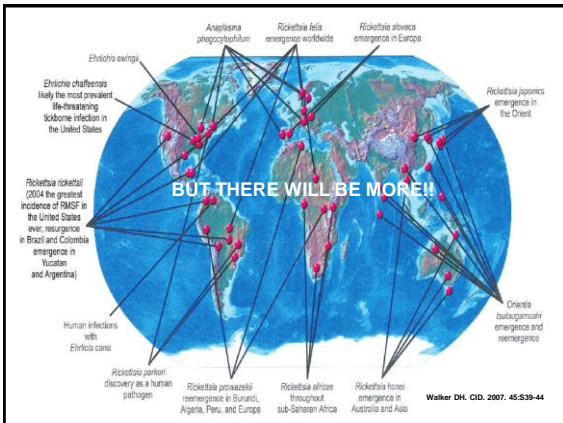 Anaplasma
phagocytophilum
Rickettsia felis
emergence worldwide
Rickettsia slovaca
emergence in Europe
Ehrlichia ewingii
Ehrlichia chaffeensis
likely the most prevalent
life-threatening
tickborne infection in
the United States
Rickettsia japonica
emergence in
the Orient
Rickettsia rickettsii
(2004 the greatest
incidence of RMSF in
the United States
ever, resurgence
in Brazil and Colombia
emergence in
Yucatan
and Argentina)
BUT THERE WILL BE MORE!!
Orientia
tsutsugamushi
emergence and
reemergence
Human infections
with
Ehrlichia canis
Rickettsia parkeri
discovery as a human
pathogen
Rickettsia prowazekii
reemergence in Burundi,
Algeria, Peru, and Europe
Rickettsia africae
throughout
sub-Saharan Africa
Rickettsia honei
emergence in
Australia and Asia
Walker DH. CID. 2007. 45:S39-44